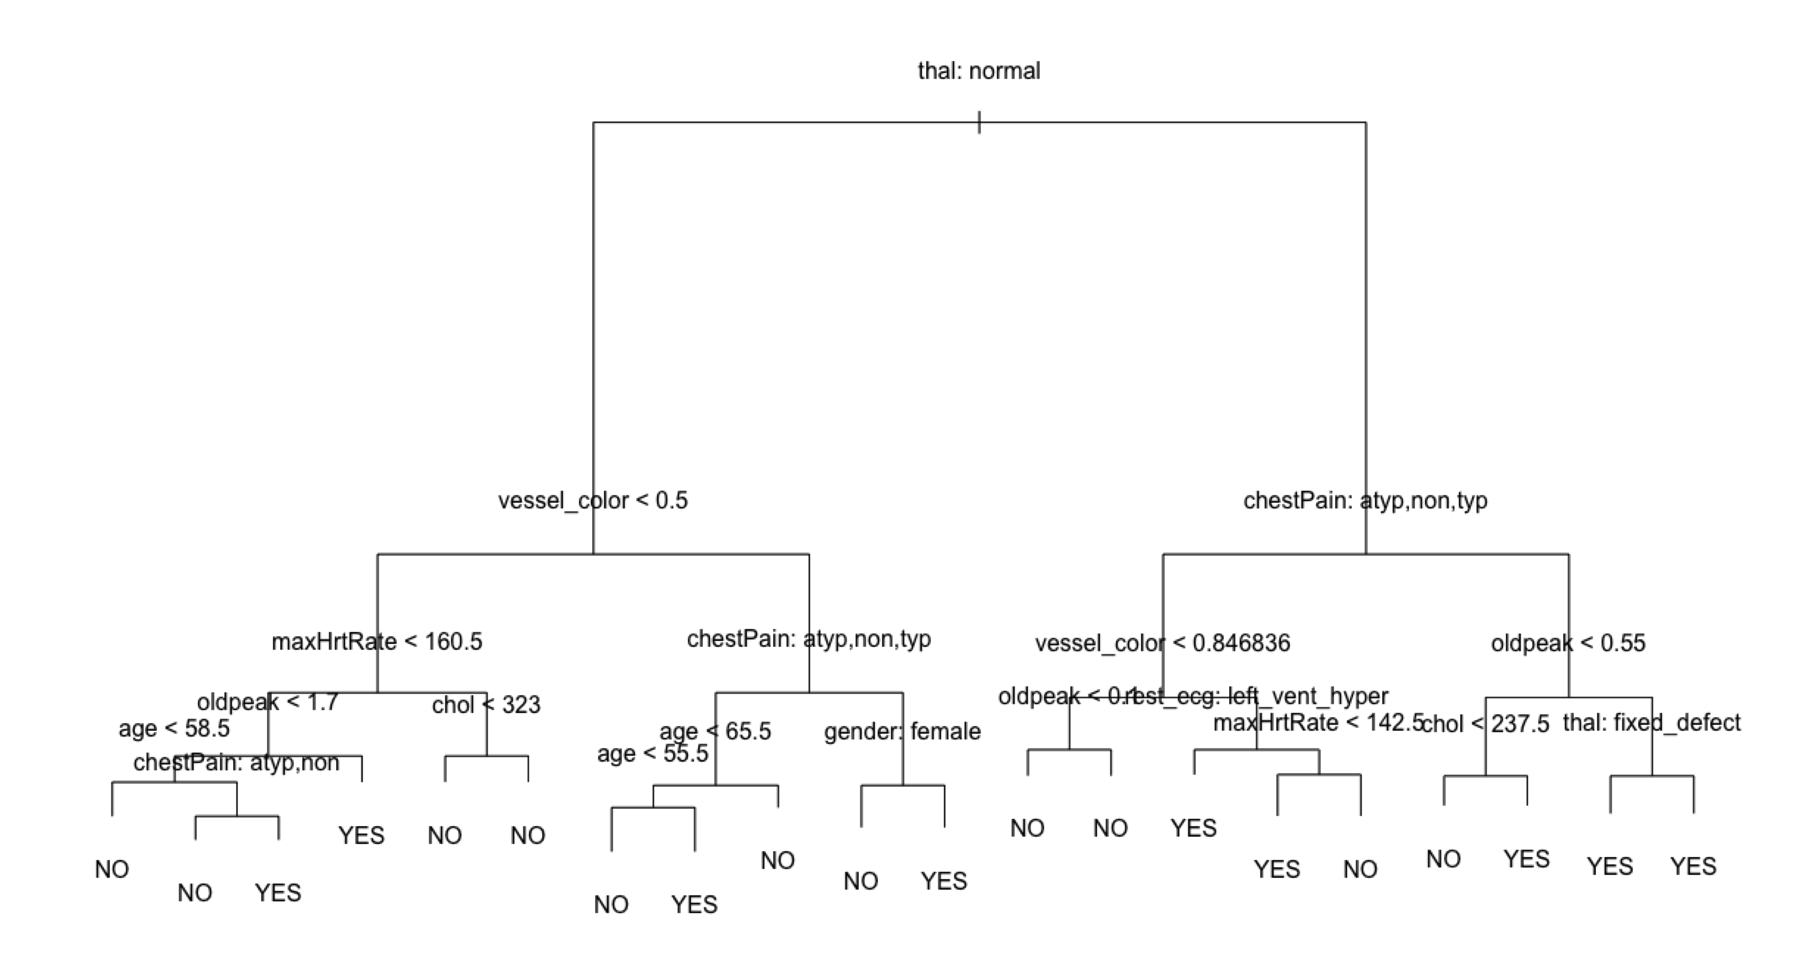 thal: normal
vessel_color < 0.5
chestPain: atyp,non,typ
maxHrtRate < 160.5
chestPain: atyp,non,typ
vessel_color < 0.846836
oldpeak < 0.55
oldpeak < 1.7
chol < 323
oldpeak < 0.1
rest_ecg: left_vent_hyper
age < 58.5
age < 65.5
gender: female
maxHrtRate < 142.5
chol < 237.5
thal: fixed_defect
chestPain: atyp,non
age < 55.5
YES
NO
NO
NO
NO
YES
NO
NO
YES
NO
NO
YES
NO
YES
YES
NO
YES
YES
YES
NO
NO
YES